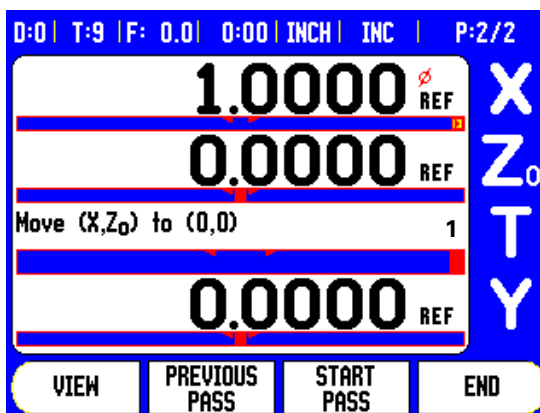 D:0 | T:9 | F: 0.0 | 0:00 | INCH | INC | P:2/2
1.0000 Ø REF X
0.0000 REF Z₀
Move (X,Z₀) to (0,0) 1 T
0.0000 REF Y
VIEW PREVIOUS PASS START PASS END